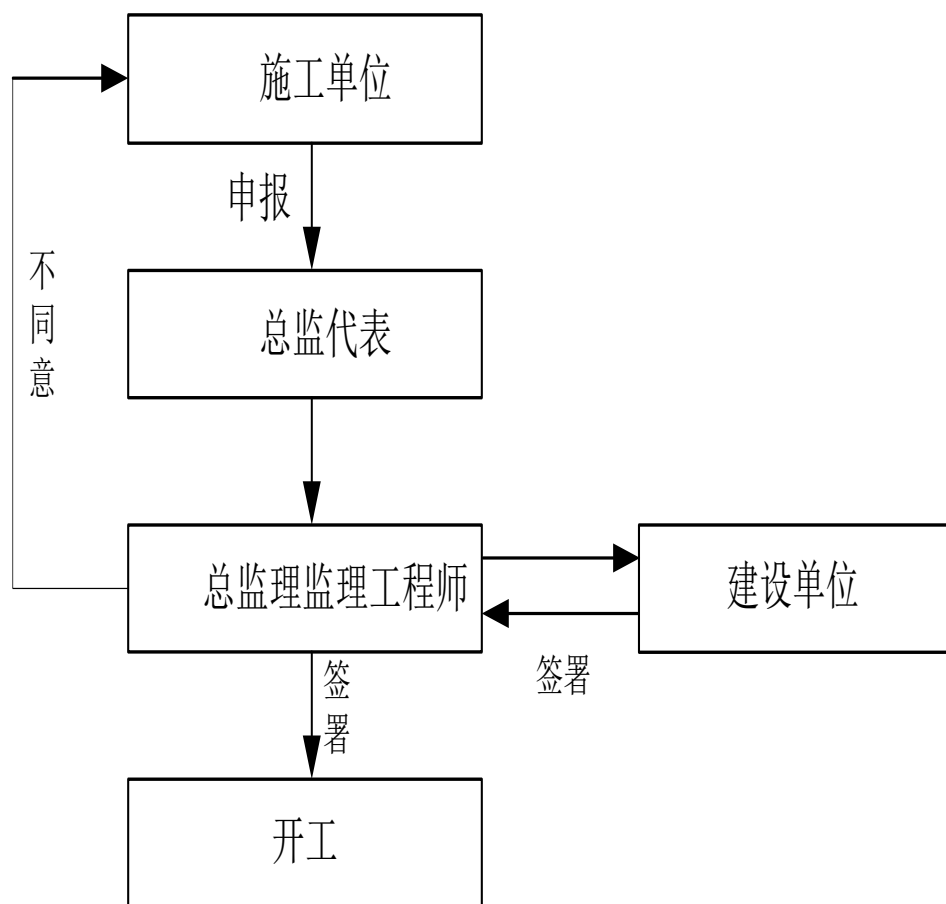 施工单位
申报
不同意
总监代表
总监理监理工程师
建设单位
签署
签署
开工